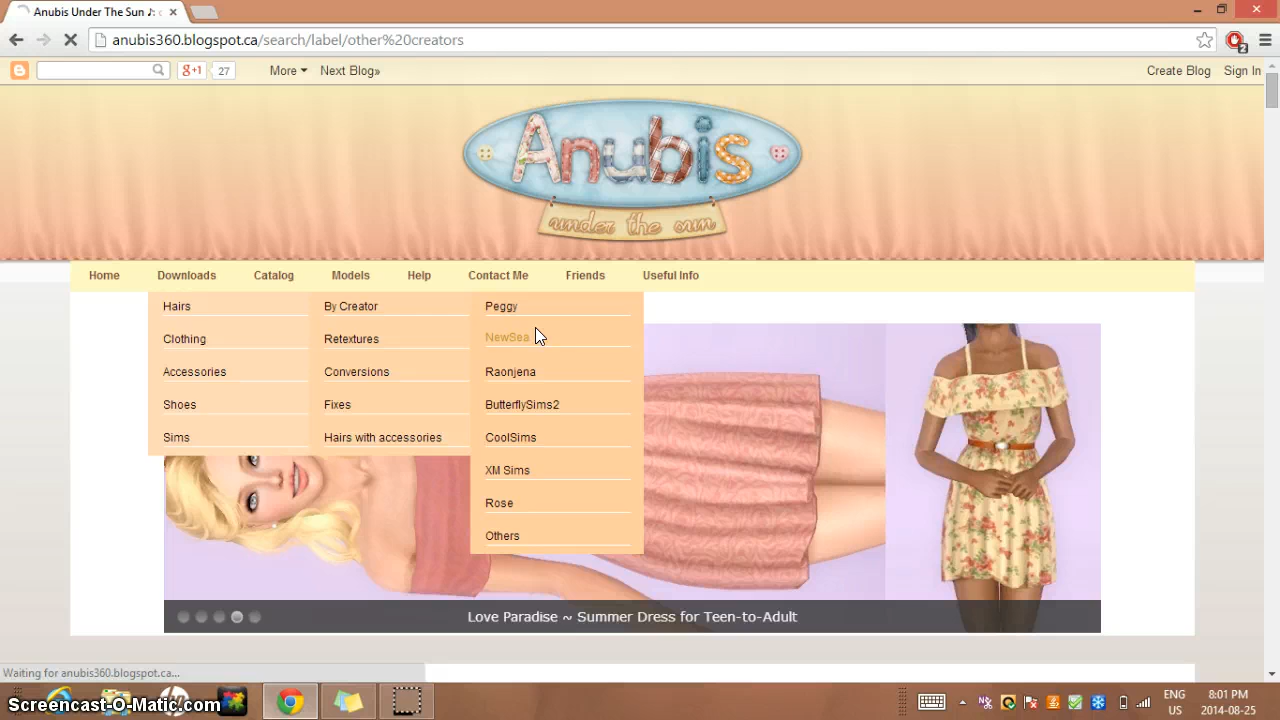 Anubis Under The Sun ♪:
anubis360.blogspot.ca/search/label/other%20creators
2
g+1 27 More Next Blog» Create Blog Sign In
Anubis
under the sun
Home Downloads Catalog Models Help Contact Me Friends Useful Info
Hairs By Creator Peggy
Clothing Retextures NewSea
Accessories Conversions Raonjena
Shoes Fixes ButterflySims2
Sims Hairs with accessories CoolSims
XM Sims
Rose
Others
Love Paradise ~ Summer Dress for Teen-to-Adult
Waiting for anubis360.blogspot.ca...
Screencast-O-Matic.com
ENG 8:01 PM
US 2014-08-25